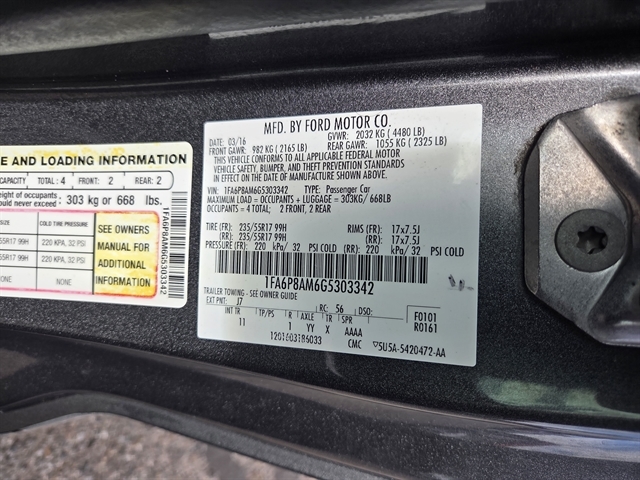 E AND LOADING INFORMATION
CAPACITY TOTAL : 4 FRONT : 2 REAR : 2
weight of occupants
ould never exceed: 303 kg or 668 lbs.
SIZE COLD TIRE PRESSURE
55R17 99H 220 KPA, 32 PSI
55R17 99H 220 KPA, 32 PSI
NONE NONE
SEE OWNERS
MANUAL FOR
ADDITIONAL
INFORMATION
1FA6P8AM6G5303342
MFD. BY FORD MOTOR CO.
DATE: 03/16 GVWR: 2032 KG ( 4480 LB)
FRONT GAWR: 982 KG ( 2165 LB) REAR GAWR: 1055 KG ( 2325 LB)
THIS VEHICLE CONFORMS TO ALL APPLICABLE FEDERAL MOTOR
VEHICLE SAFETY, BUMPER, AND THEFT PREVENTION STANDARDS
IN EFFECT ON THE DATE OF MANUFACTURE SHOWN ABOVE.
VIN: 1FA6P8AM6G5303342 TYPE: Passenger Car
MAXIMUM LOAD = OCCUPANTS + LUGGAGE = 303KG/ 668LB
OCCUPANTS = 4 TOTAL; 2 FRONT, 2 REAR
TIRE (FR): 235/55R17 99H RIMS (FR): 17x7.5J
(RR): 235/55R17 99H (RR): 17x7.5J
PRESSURE (FR): 220 kPa/ 32 PSI COLD (RR): 220 kPa/ 32 PSI COLD
1FA6P8AM6G5303342
TRAILER TOWING - SEE OWNER GUIDE
EXT PNT: J7 RC: 56 DSO: F0101
INT TR TP/PS R AXLE TR SPR R0161
11 1 YY X AAAA
CMC ▽5U5A-5420472-AA